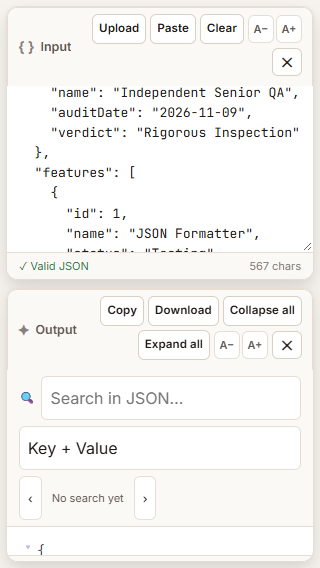 { } Input
Upload Paste Clear A− A+
✕
"name": "Independent Senior QA",
"auditDate": "2026-11-09",
"verdict": "Rigorous Inspection"
},
"features": [
{
"id": 1,
"name": "JSON Formatter",
"status": "Testing",
✓ Valid JSON 567 chars
✦ Output
Copy Download Collapse all
Expand all A− A+ ✕
Search in JSON...
Key + Value
‹ No search yet ›
▾ {